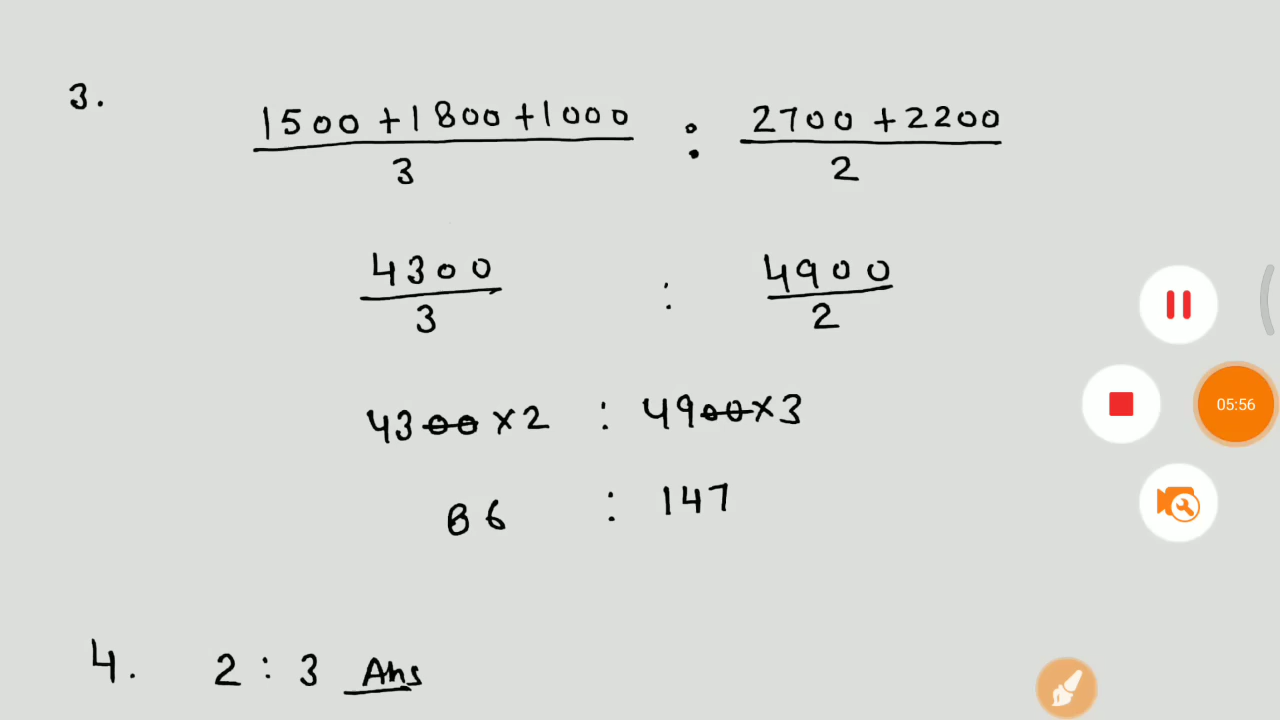 3.
1500 + 1800 + 1000 : 2700 + 2200
3 2
4300 : 4900
3 2
4300 × 2 : 4900 × 3
86 : 147
4. 2 : 3 Ans
05:56